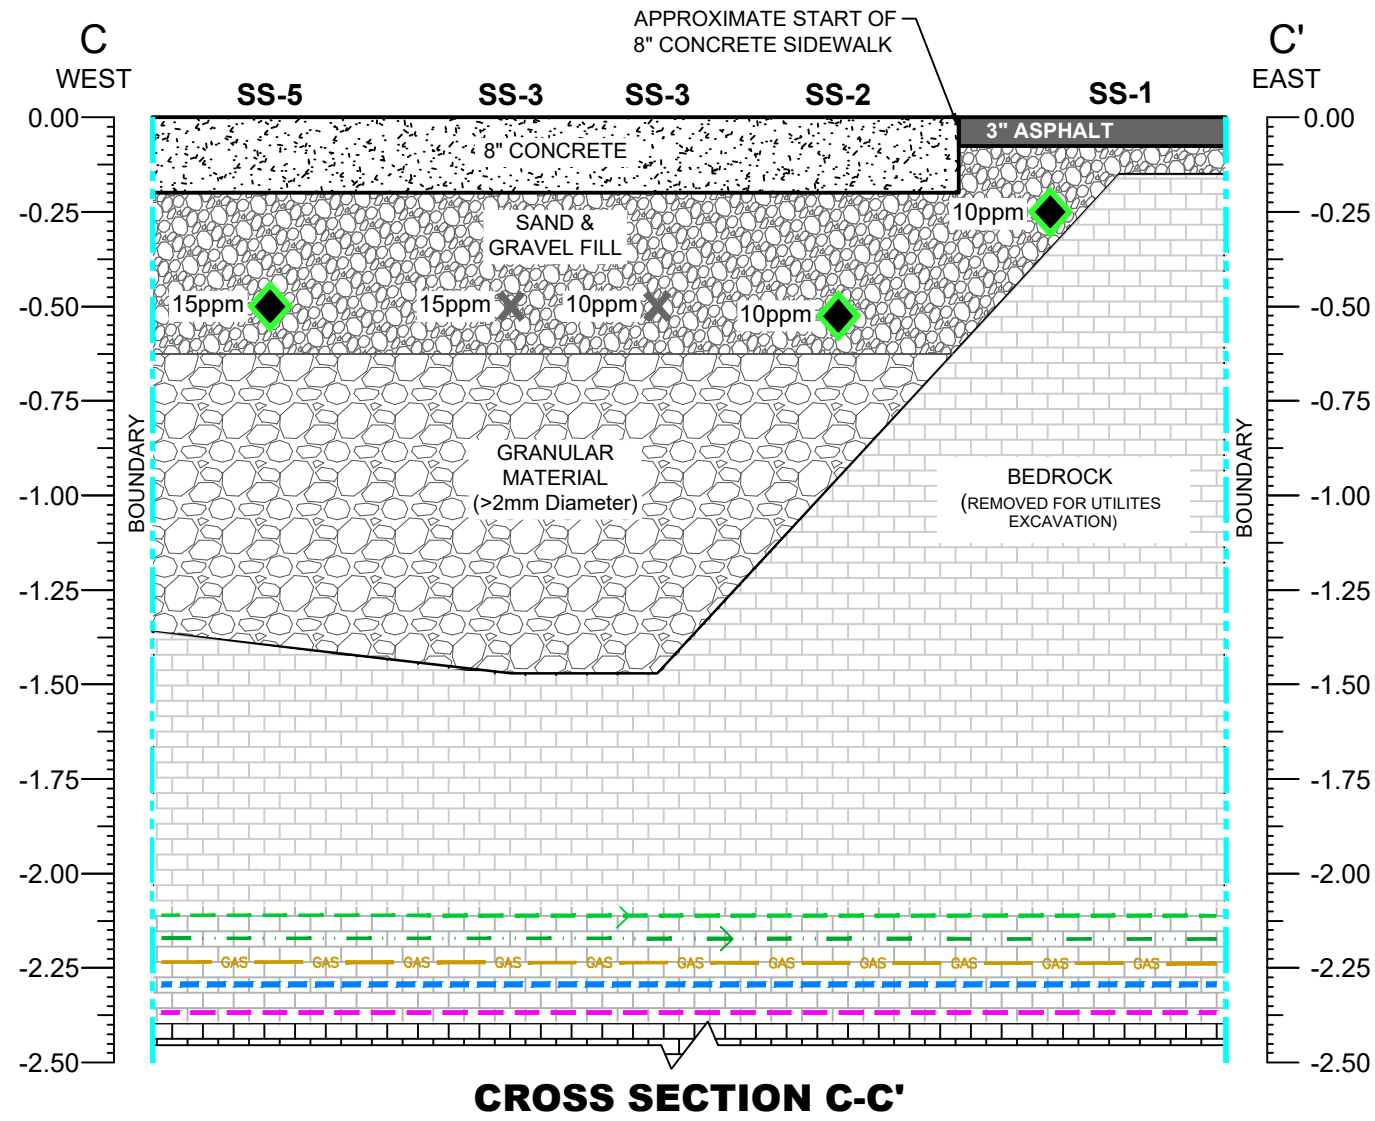 APPROXIMATE START OF
8" CONCRETE SIDEWALK
C
WEST
C'
EAST
SS-5
SS-3
SS-3
SS-2
SS-1
0.00
-0.25
-0.50
-0.75
-1.00
-1.25
-1.50
-1.75
-2.00
-2.25
-2.50
BOUNDARY
8" CONCRETE
3" ASPHALT
SAND &
GRAVEL FILL
10ppm
15ppm
15ppm
10ppm
10ppm
GRANULAR
MATERIAL
(>2mm Diameter)
BEDROCK
(REMOVED FOR UTILITES
EXCAVATION)
GAS
GAS
GAS
GAS
GAS
GAS
GAS
GAS
GAS
GAS
GAS
BOUNDARY
0.00
-0.25
-0.50
-0.75
-1.00
-1.25
-1.50
-1.75
-2.00
-2.25
-2.50
CROSS SECTION C-C'